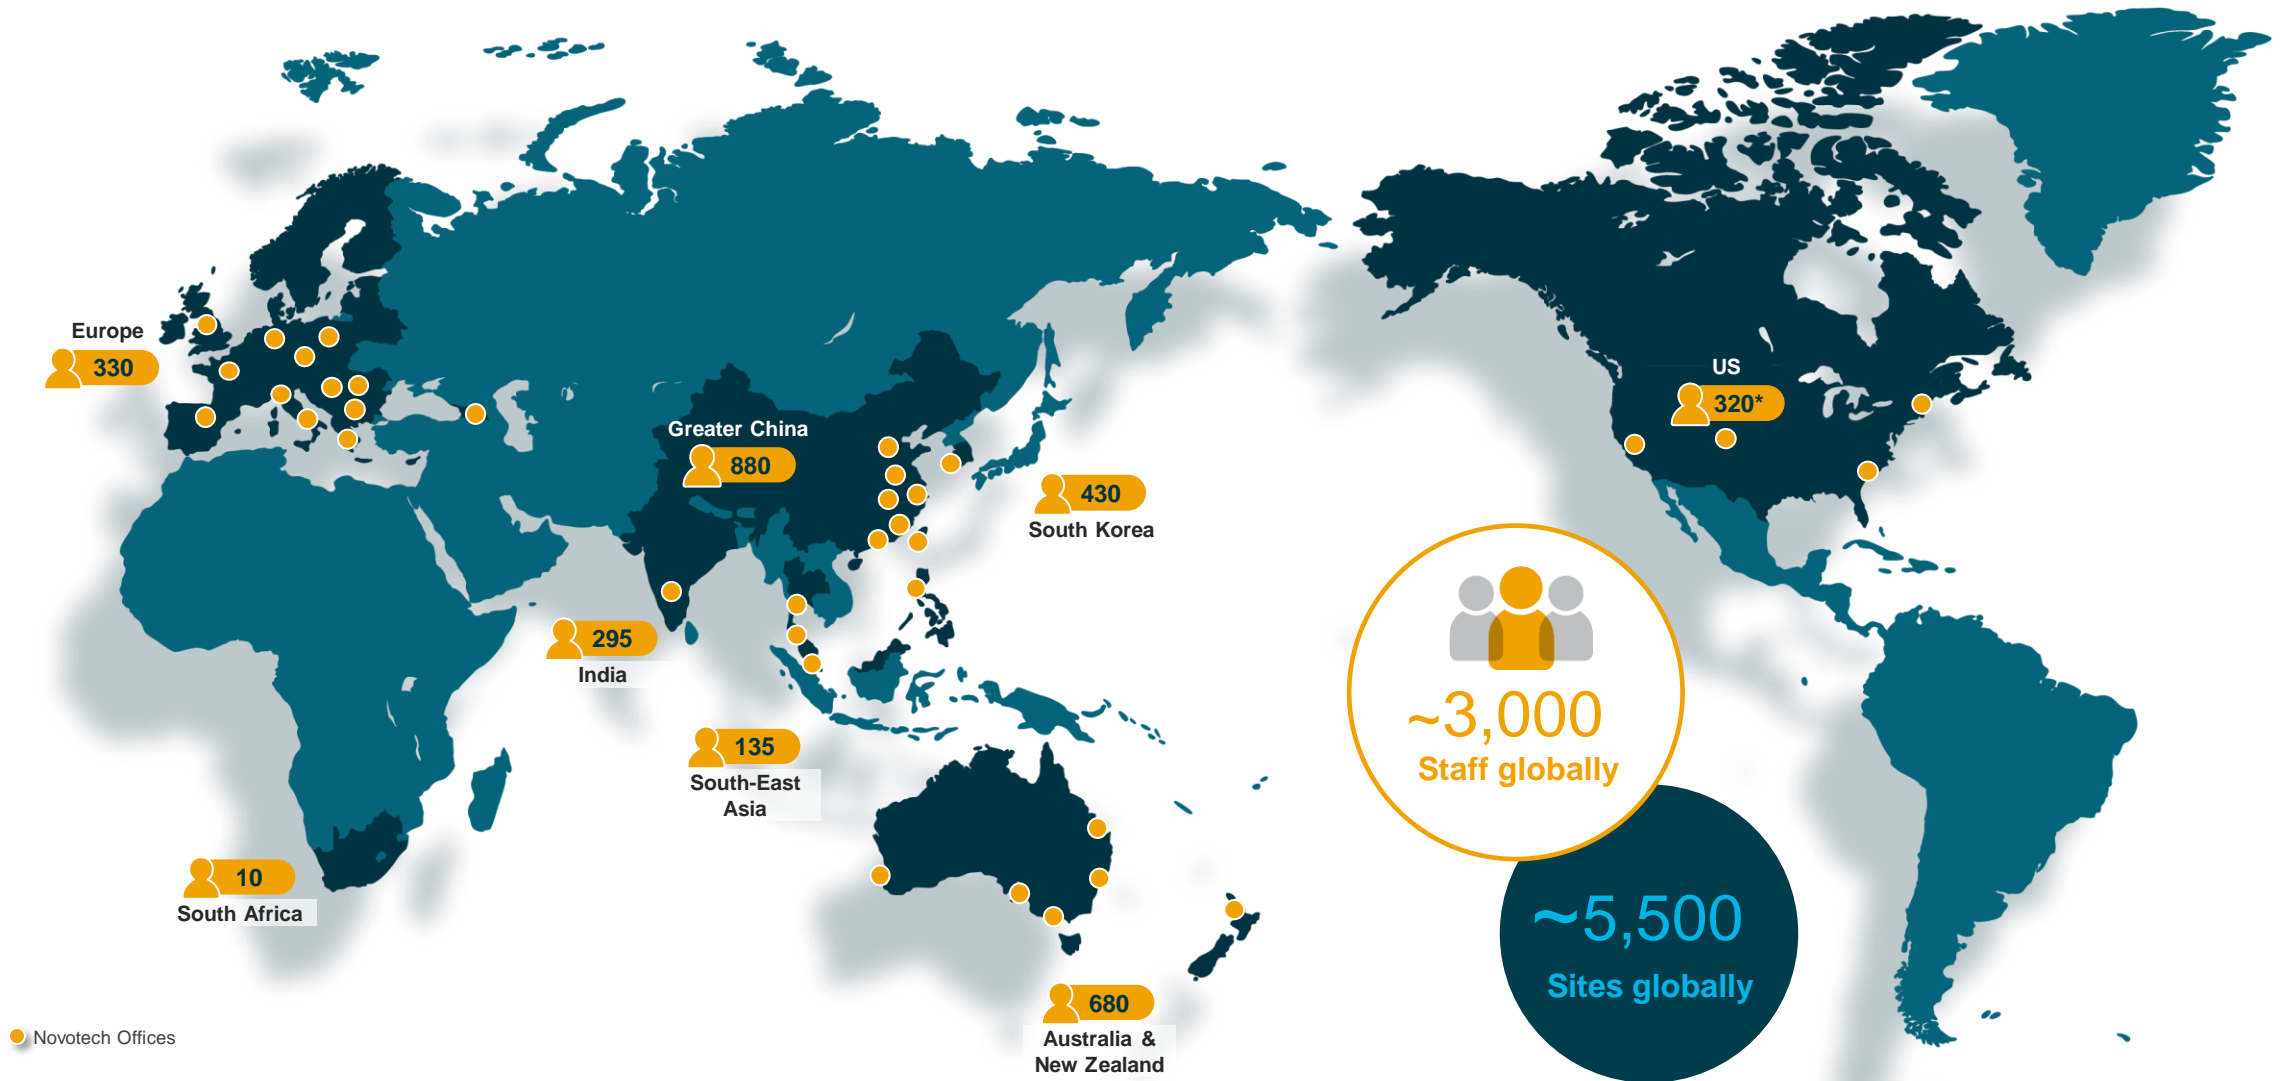 Europe
330
US
320*
Greater China
880
430
South Korea
295
India
135
South-East
Asia
~3,000
Staff globally
10
South Africa
~5,500
Sites globally
680
Australia &
New Zealand
Novotech Offices